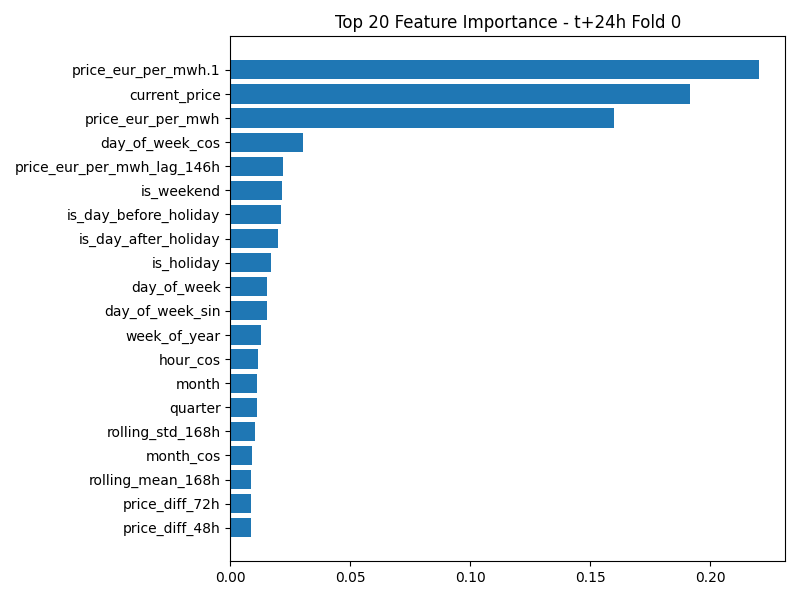 Top 20 Feature Importance - t+24h Fold 0
price_eur_per_mwh.1
current_price
price_eur_per_mwh
day_of_week_cos
price_eur_per_mwh_lag_146h
is_weekend
is_day_before_holiday
is_day_after_holiday
is_holiday
day_of_week
day_of_week_sin
week_of_year
hour_cos
month
quarter
rolling_std_168h
month_cos
rolling_mean_168h
price_diff_72h
price_diff_48h
0.00 0.05 0.10 0.15 0.20